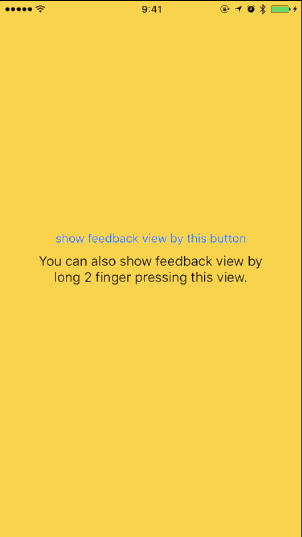 9:41
show feedback view by this button
You can also show feedback view by
long 2 finger pressing this view.